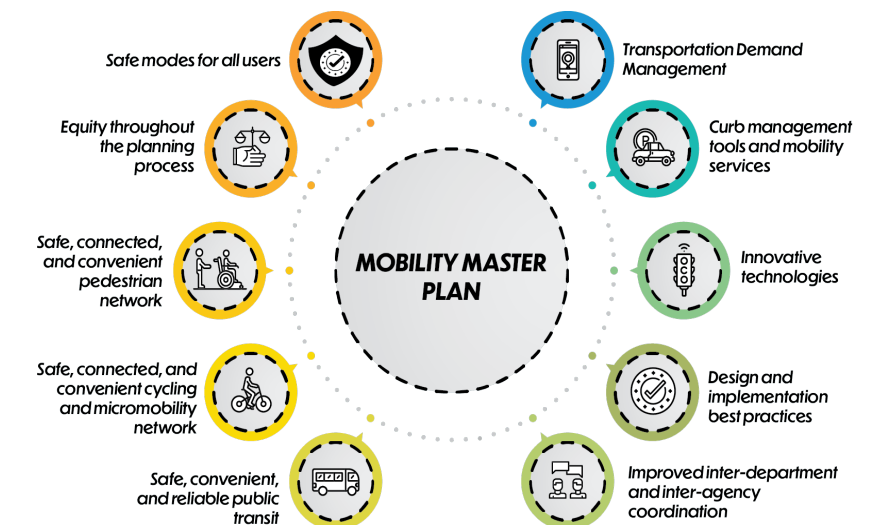 Safe modes for all users
Equity throughout
the planning
process
Safe, connected,
and convenient
pedestrian
network
Safe, connected, and
convenient cycling
and micromobility
network
Safe, convenient,
and reliable public
transit
MOBILITY MASTER
PLAN
Transportation Demand
Management
P
Curb management
tools and mobility
services
Innovative
technologies
Design and
implementation
best practices
Improved inter-department
and inter-agency
coordination